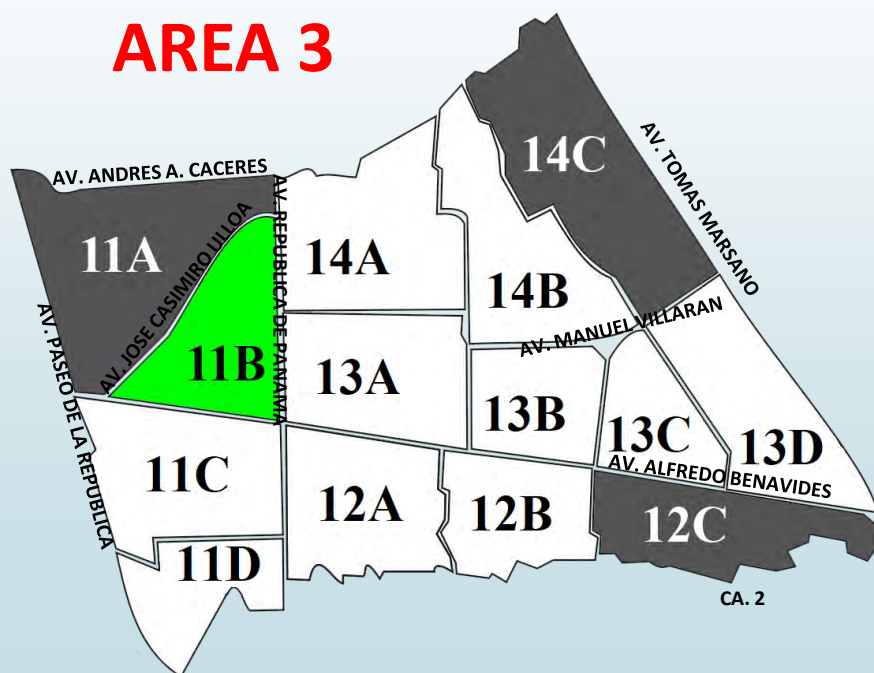 AREA 3
14C
AV. TOMAS MARSANO
AV. ANDRES A. CACERES
11A
AV. JOSE CASIMIRO ULLOA
AV. REPUBLICA DE PANAMA
14A
14B
AV. MANUEL VILLARAN
AV. PASEO DE LA REPUBLICA
11B
13A
13B
13C
13D
AV. ALFREDO BENAVIDES
11C
12A
12B
12C
11D
CA. 2